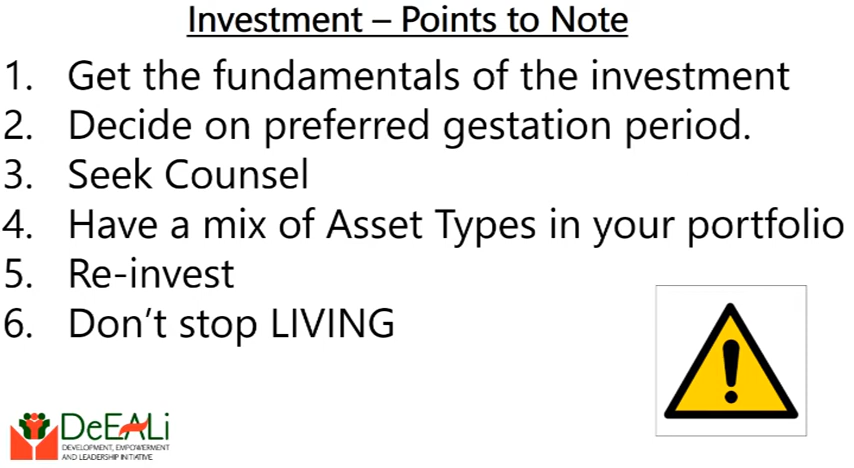 Investment – Points to Note
1. Get the fundamentals of the investment
2. Decide on preferred gestation period.
3. Seek Counsel
4. Have a mix of Asset Types in your portfolio
5. Re-invest
6. Don't stop LIVING
!
DeEALi
DEVELOPMENT, EMPOWERMENT
AND LEADERSHIP INITIATIVE